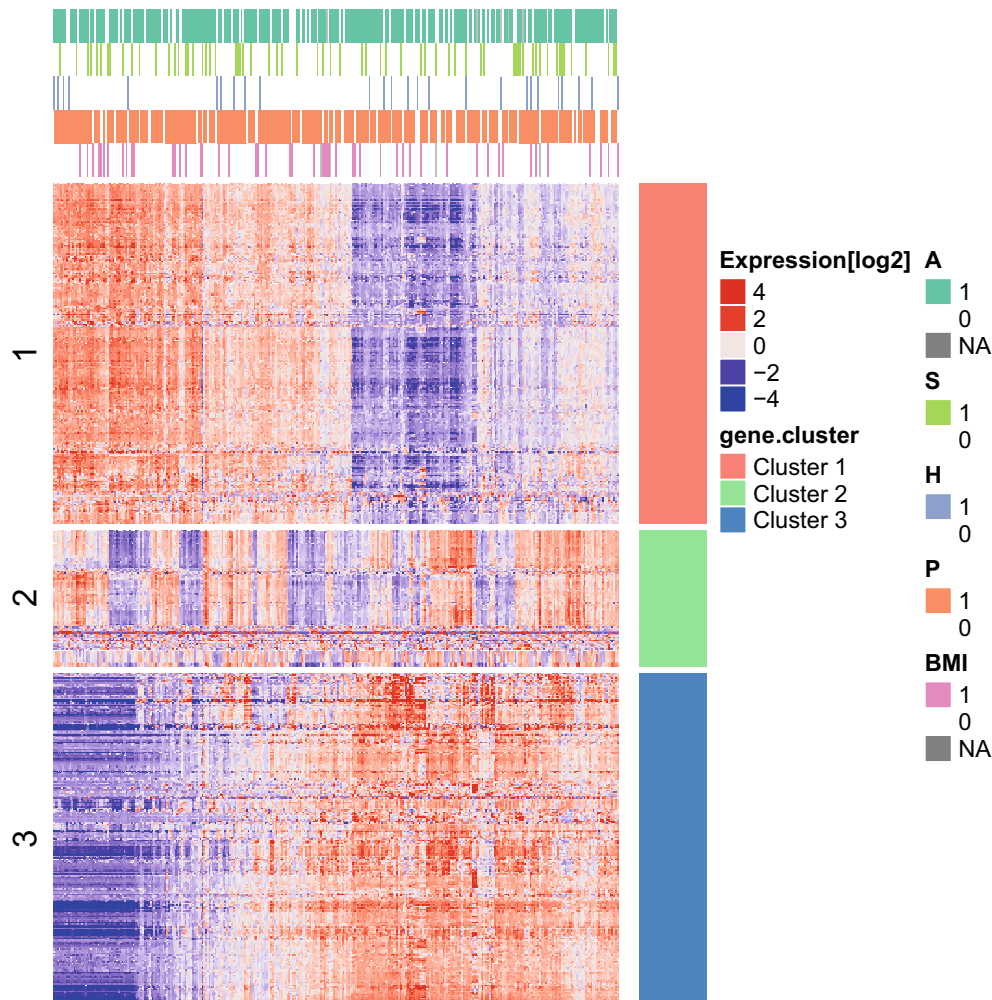 1
2
3
Expression[log2]
4
2
0
−2
−4
gene.cluster
Cluster 1
Cluster 2
Cluster 3
A
1
0
NA
S
1
0
H
1
0
P
1
0
BMI
1
0
NA